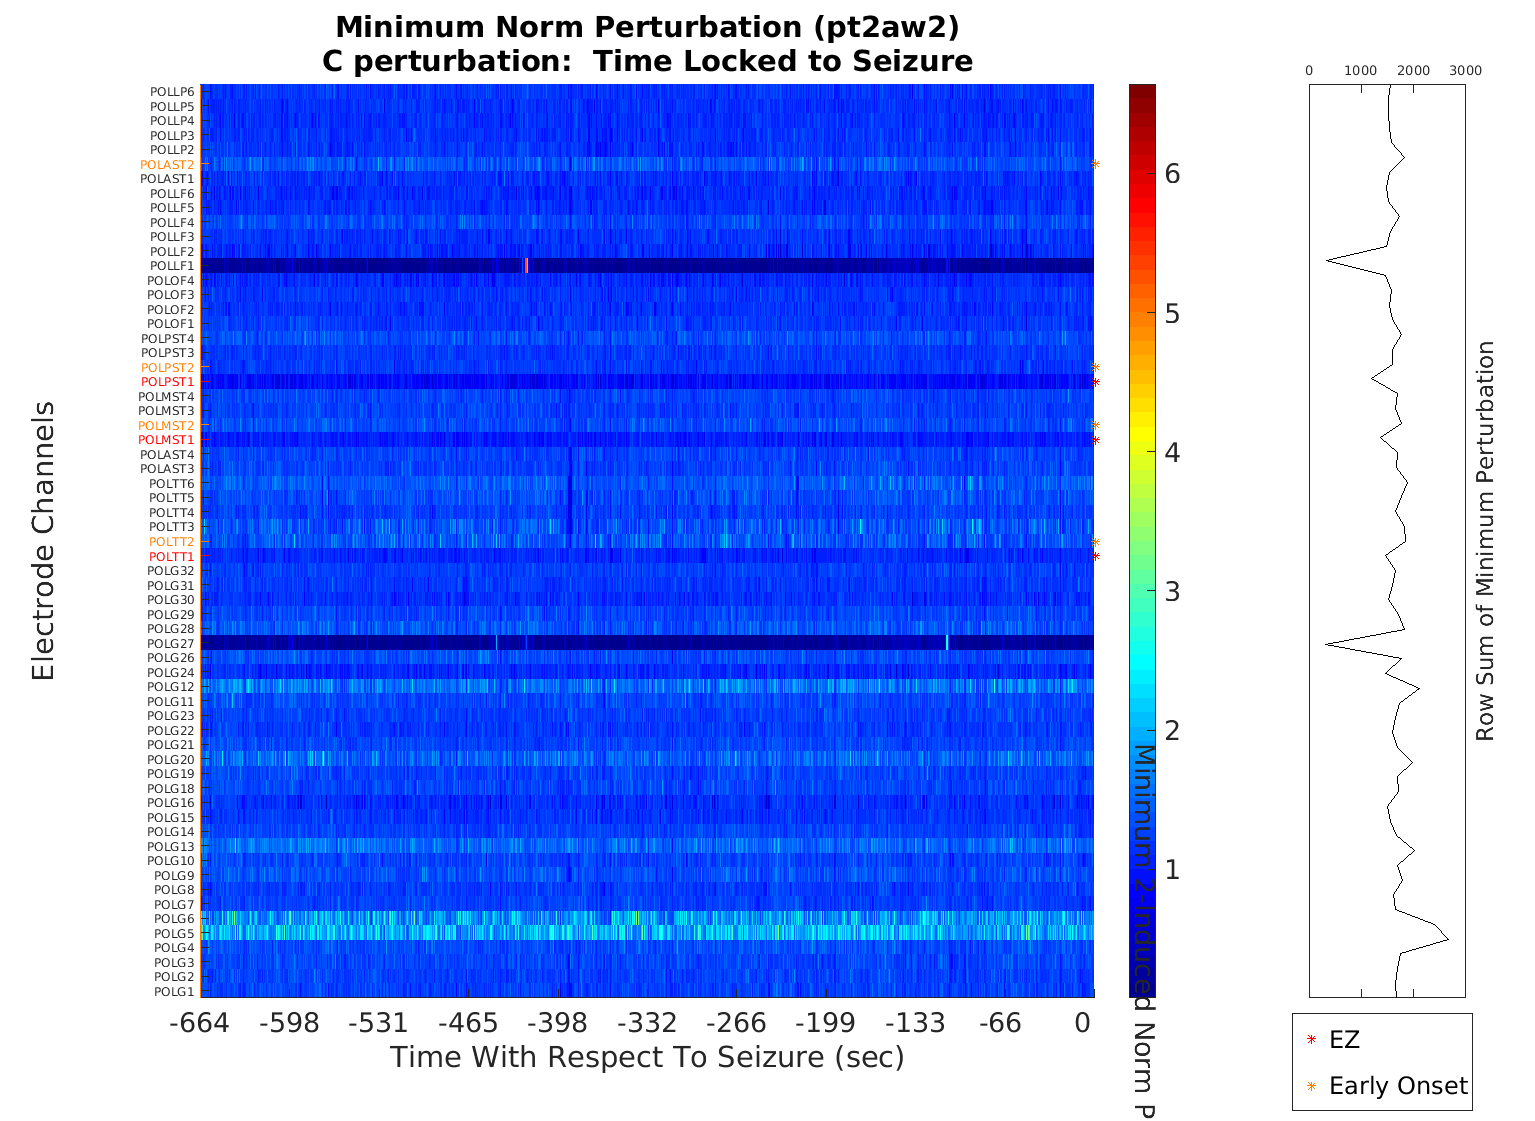 Minimum Norm Perturbation (pt2aw2)
C perturbation:  Time Locked to Seizure
Electrode Channels
POLLP6
POLLP5
POLLP4
POLLP3
POLLP2
POLAST2
POLAST1
POLLF6
POLLF5
POLLF4
POLLF3
POLLF2
POLLF1
POLOF4
POLOF3
POLOF2
POLOF1
POLPST4
POLPST3
POLPST2
POLPST1
POLMST4
POLMST3
POLMST2
POLMST1
POLAST4
POLAST3
POLTT6
POLTT5
POLTT4
POLTT3
POLTT2
POLTT1
POLG32
POLG31
POLG30
POLG29
POLG28
POLG27
POLG26
POLG24
POLG12
POLG11
POLG23
POLG22
POLG21
POLG20
POLG19
POLG18
POLG16
POLG15
POLG14
POLG13
POLG10
POLG9
POLG8
POLG7
POLG6
POLG5
POLG4
POLG3
POLG2
POLG1
-664 -598 -531 -465 -398 -332 -266 -199 -133 -66 0
Time With Respect To Seizure (sec)
6
5
4
3
2
1
Minimum 2-Induced Norm P
0 1000 2000 3000
Row Sum of Minimum Perturbation
EZ
Early Onset